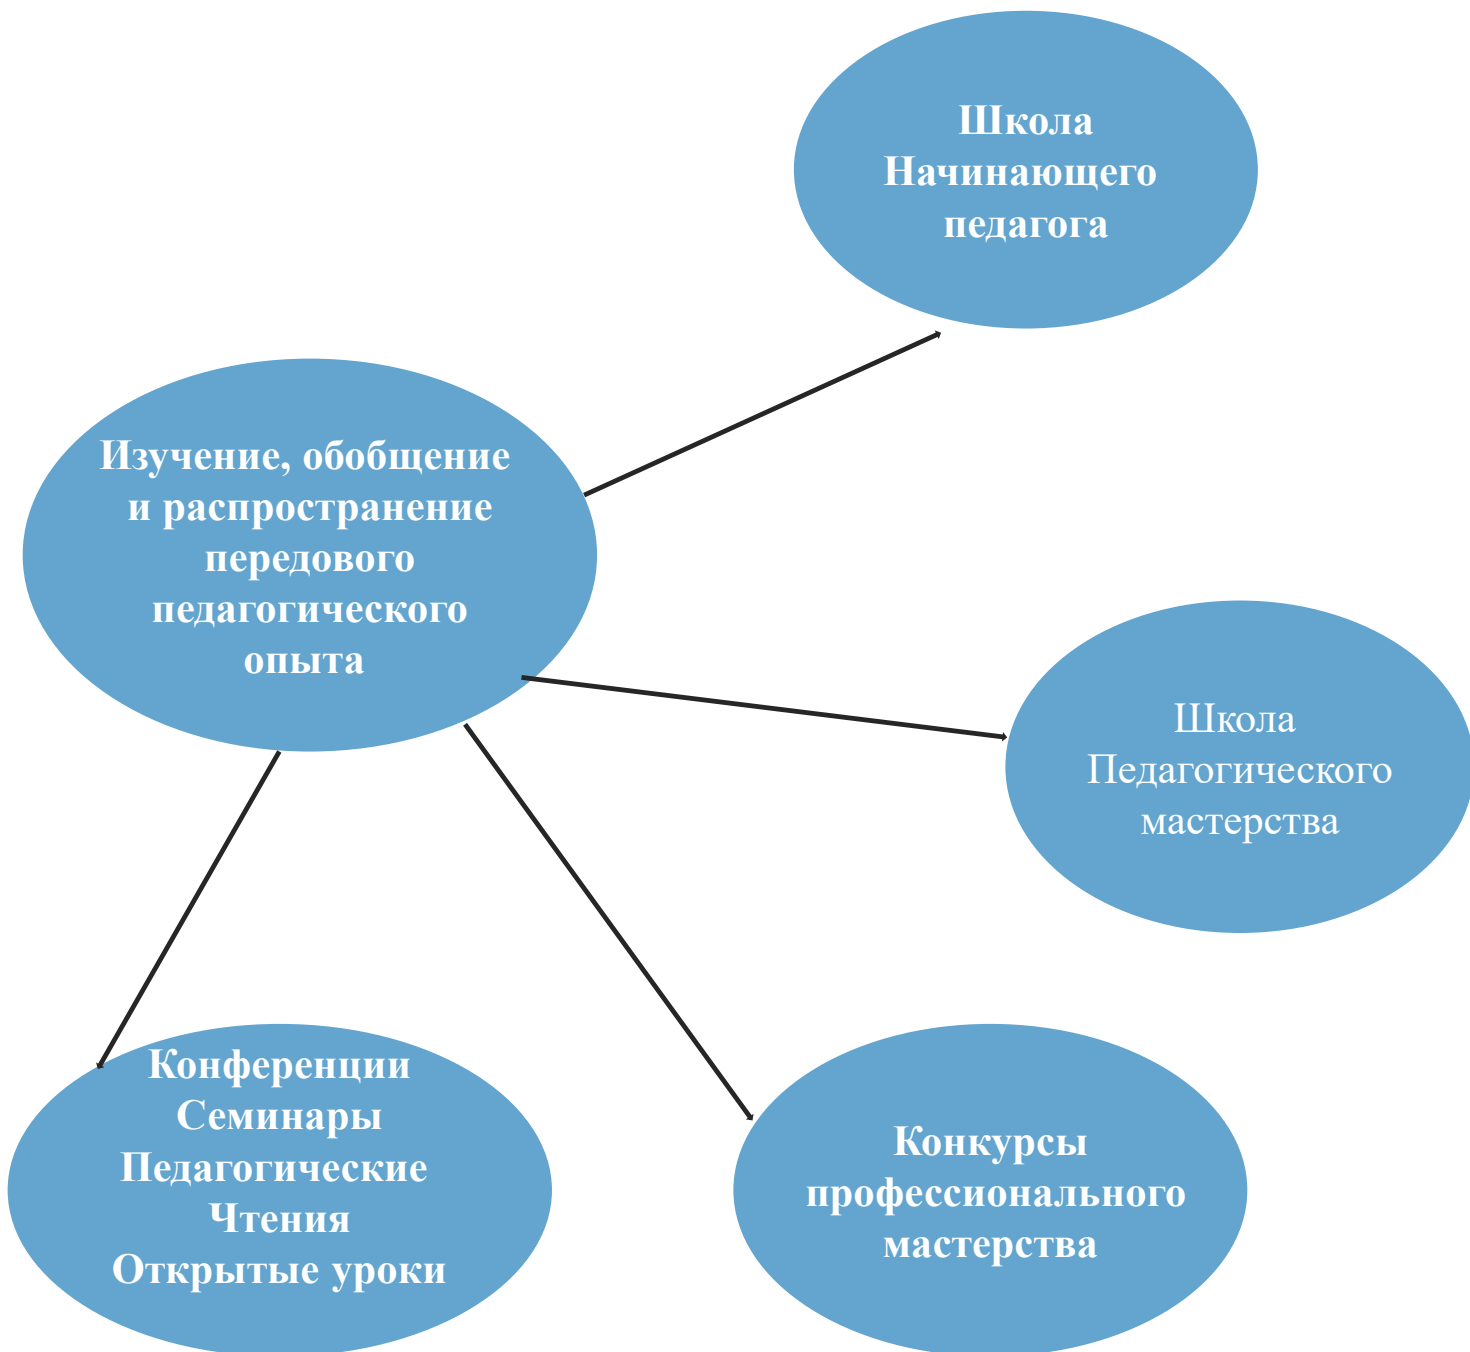 Школа
Начинающего
педагога
Изучение, обобщение
и распространение
передового
педагогического
опыта
Школа
Педагогического
мастерства
Конференции
Семинары
Педагогические
Чтения
Открытые уроки
Конкурсы
профессионального
мастерства